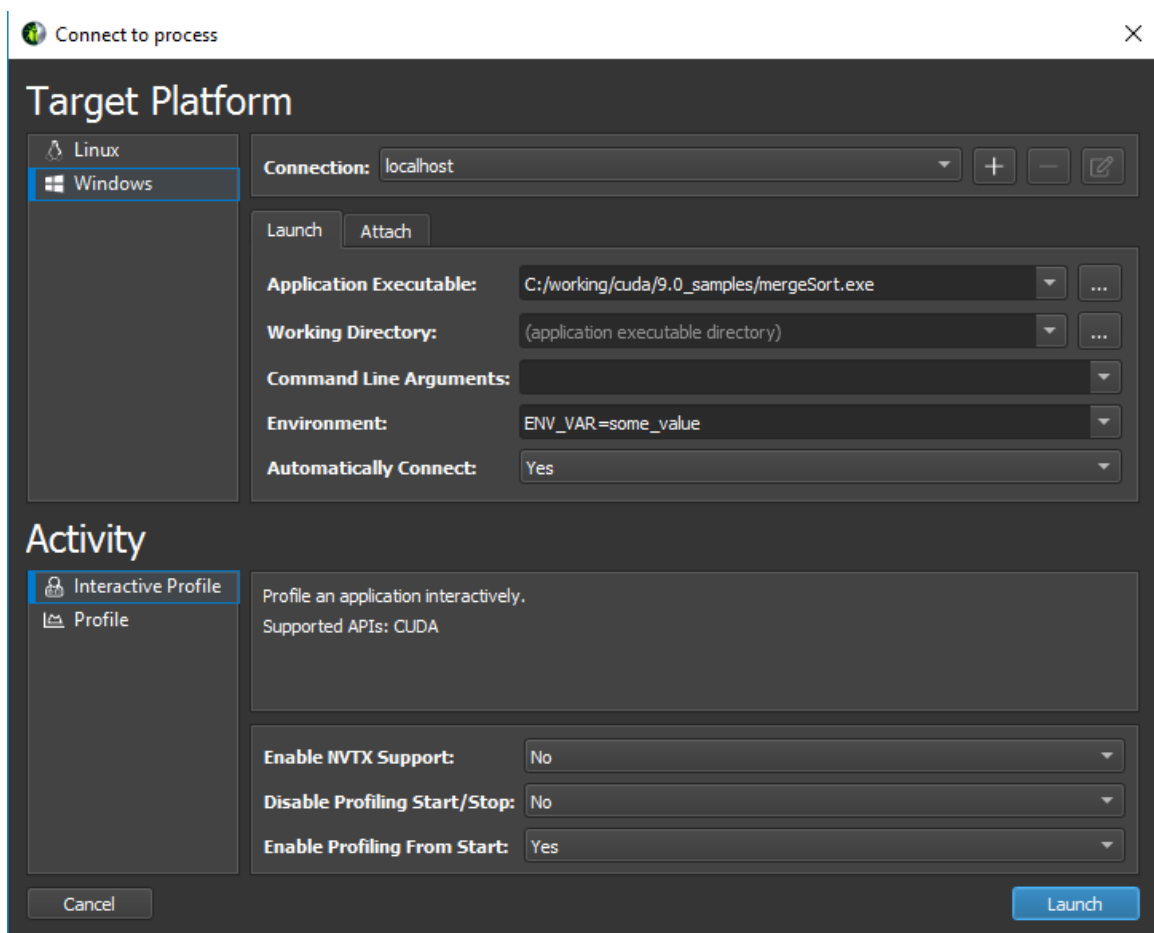 Connect to process
Target Platform
Linux
Windows
Connection: localhost
Launch Attach
Application Executable: C:/working/cuda/9.0_samples/mergeSort.exe ...
Working Directory: (application executable directory) ...
Command Line Arguments:
Environment: ENV_VAR=some_value
Automatically Connect: Yes
Activity
Interactive Profile
Profile
Profile an application interactively.
Supported APIs: CUDA
Enable NVTX Support: No
Disable Profiling Start/Stop: No
Enable Profiling From Start: Yes
Cancel Launch